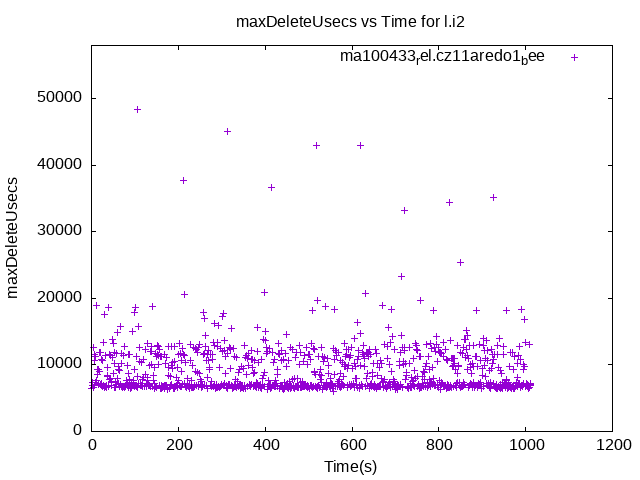 maxDeleteUsecs vs Time for l.i2
ma100433rel.cz11aredo1bee
50000
40000
30000
20000
10000
0
maxDeleteUsecs
0 200 400 600 800 1000 1200
Time(s)